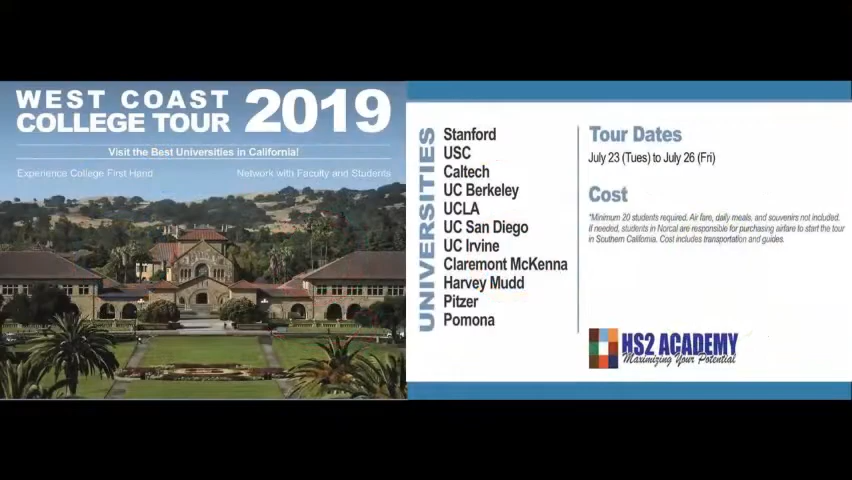 WEST COAST
COLLEGE TOUR
2019
Visit the Best Universities in California!
Experience College First Hand
Network with Faculty and Students
UNIVERSITIES
Stanford
USC
Caltech
UC Berkeley
UCLA
UC San Diego
UC Irvine
Claremont McKenna
Harvey Mudd
Pitzer
Pomona
Tour Dates
July 23 (Tues) to July 26 (Fri)
Cost
*Minimum 20 students required. Air fare, daily meals, and souvenirs not included.
If needed, students in Norcal are responsible for purchasing airfare to start the tour
in Southern California. Cost includes transportation and guides.
HS2 ACADEMY
Maximizing Your Potential